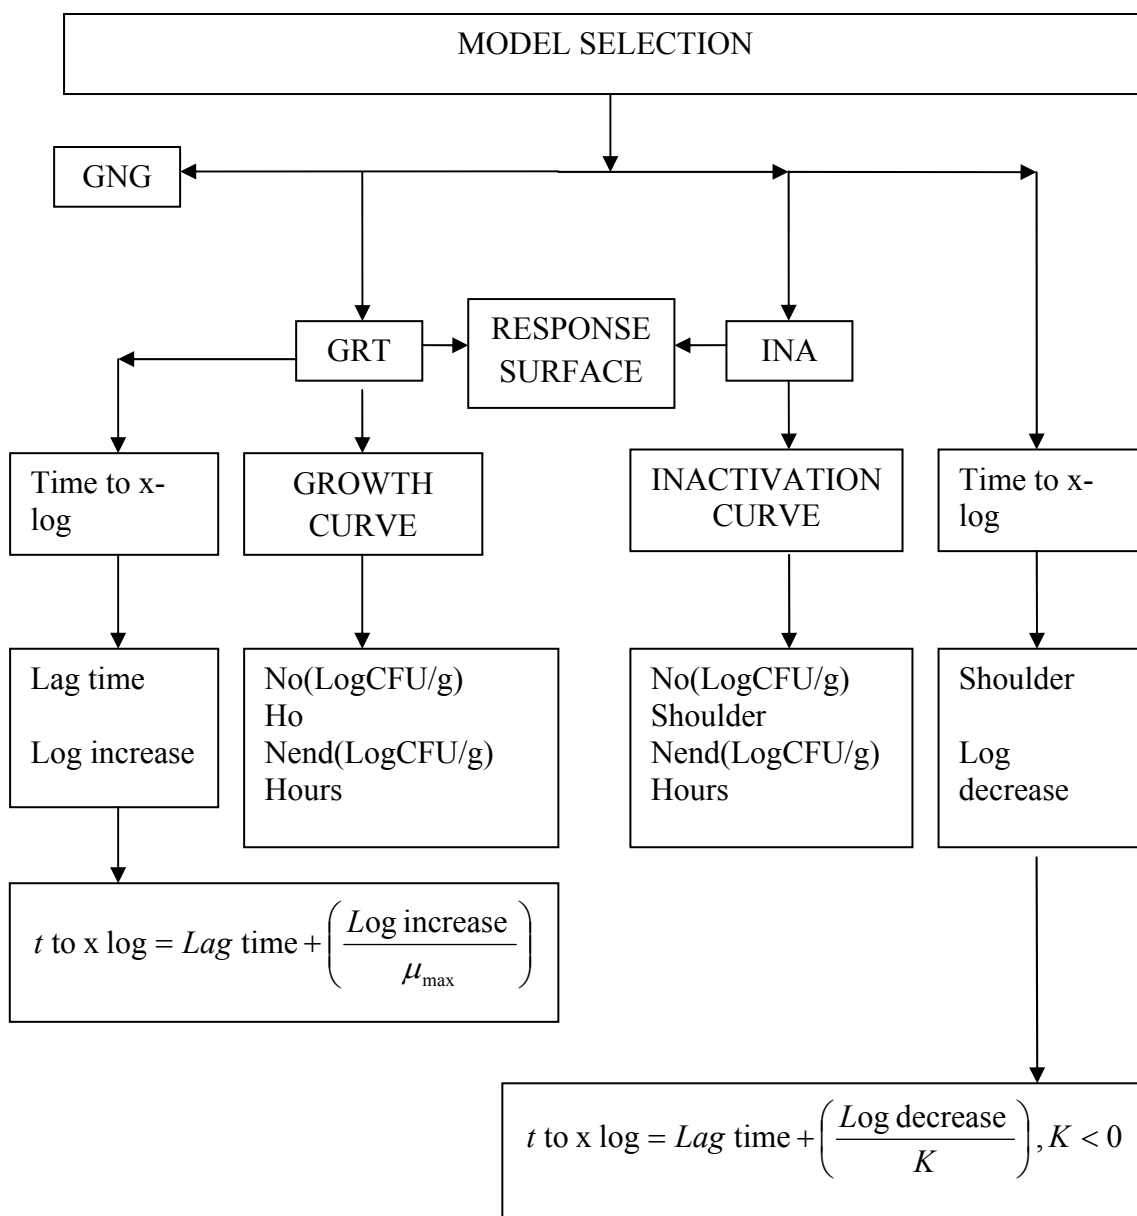 MODEL SELECTION
GNG
GRT
RESPONSE
SURFACE
INA
Time to x-
log
GROWTH
CURVE
INACTIVATION
CURVE
Time to x-
log
Lag time
Log increase
No(LogCFU/g)
Ho
Nend(LogCFU/g)
Hours
No(LogCFU/g)
Shoulder
Nend(LogCFU/g)
Hours
Shoulder
Log
decrease
t to x log = Lag time + (Log increase / μmax)
t to x log = Lag time + (Log decrease / K), K < 0